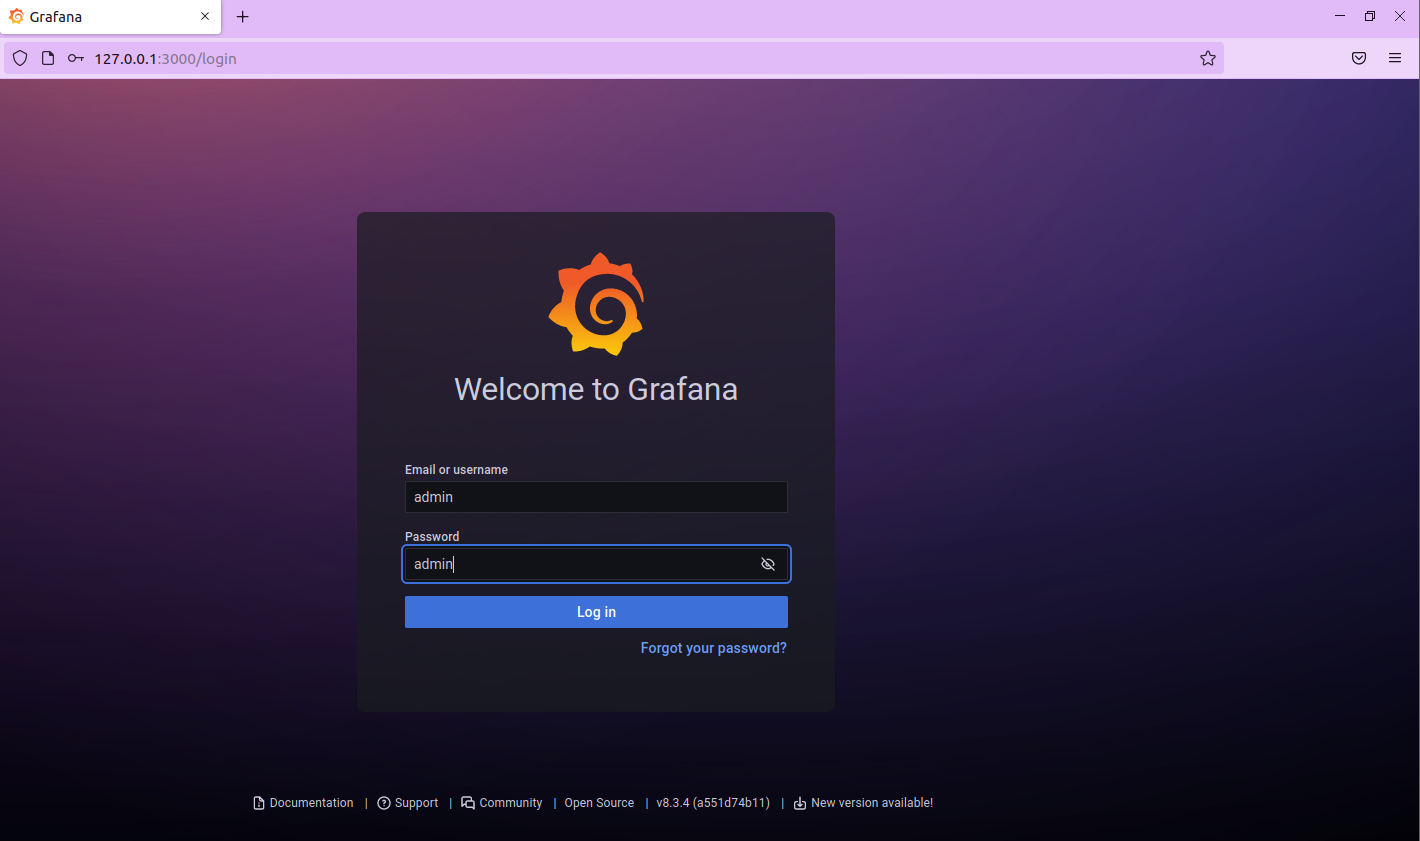 Grafana
127.0.0.1:3000/login
Welcome to Grafana
Email or username
admin
Password
admin
Log in
Forgot your password?
Documentation | Support | Community | Open Source | v8.3.4 (a551d74b11) | New version available!